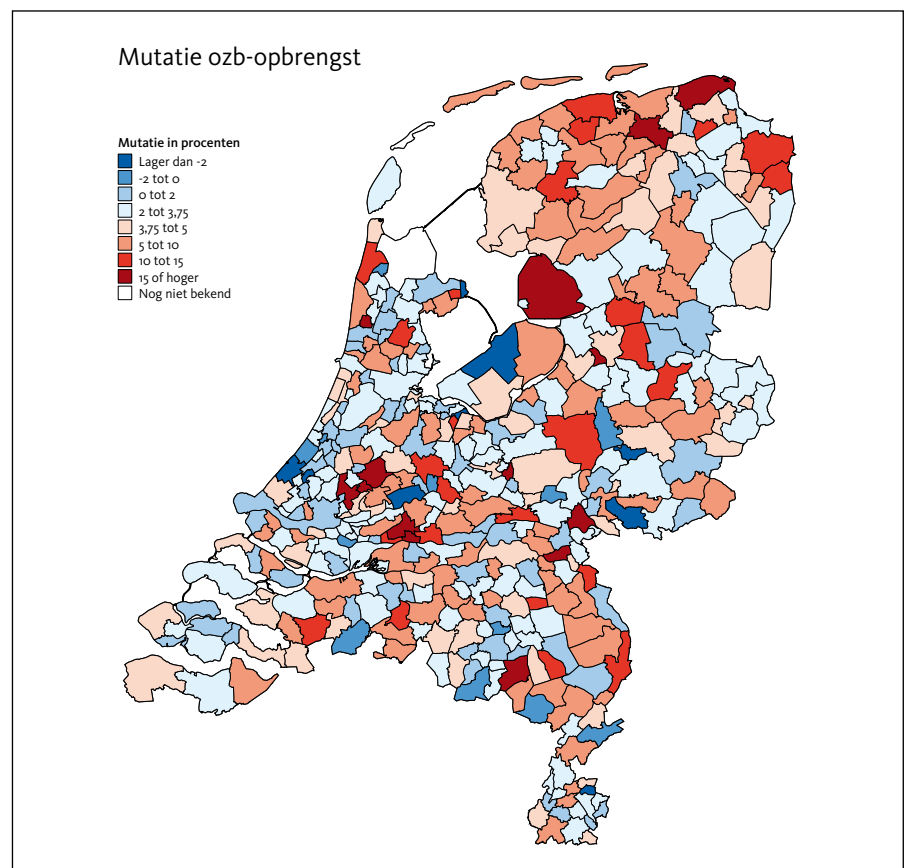 Mutatie ozb-opbrengst
Mutatie in procenten
Lager dan -2
-2 tot 0
0 tot 2
2 tot 3,75
3,75 tot 5
5 tot 10
10 tot 15
15 of hoger
Nog niet bekend